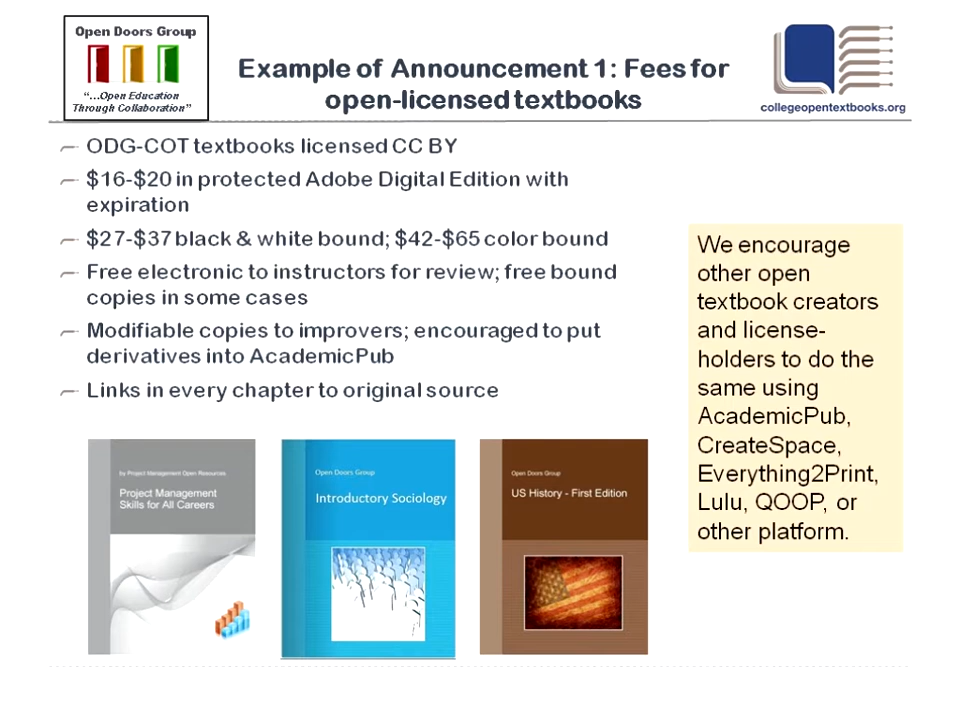 Open Doors Group
“...Open Education
Through Collaboration”
Example of Announcement 1: Fees for
open-licensed textbooks
collegeopentextbooks.org
ODG-COT textbooks licensed CC BY
$16-$20 in protected Adobe Digital Edition with
expiration
$27-$37 black & white bound; $42-$65 color bound
Free electronic to instructors for review; free bound
copies in some cases
Modifiable copies to improvers; encouraged to put
derivatives into AcademicPub
Links in every chapter to original source
We encourage
other open
textbook creators
and license-
holders to do the
same using
AcademicPub,
CreateSpace,
Everything2Print,
Lulu, QOOP, or
other platform.
by Project Management Open Resources
Project Management
Skills for All Careers
Open Doors Group
Introductory Sociology
Open Doors Group
US History - First Edition